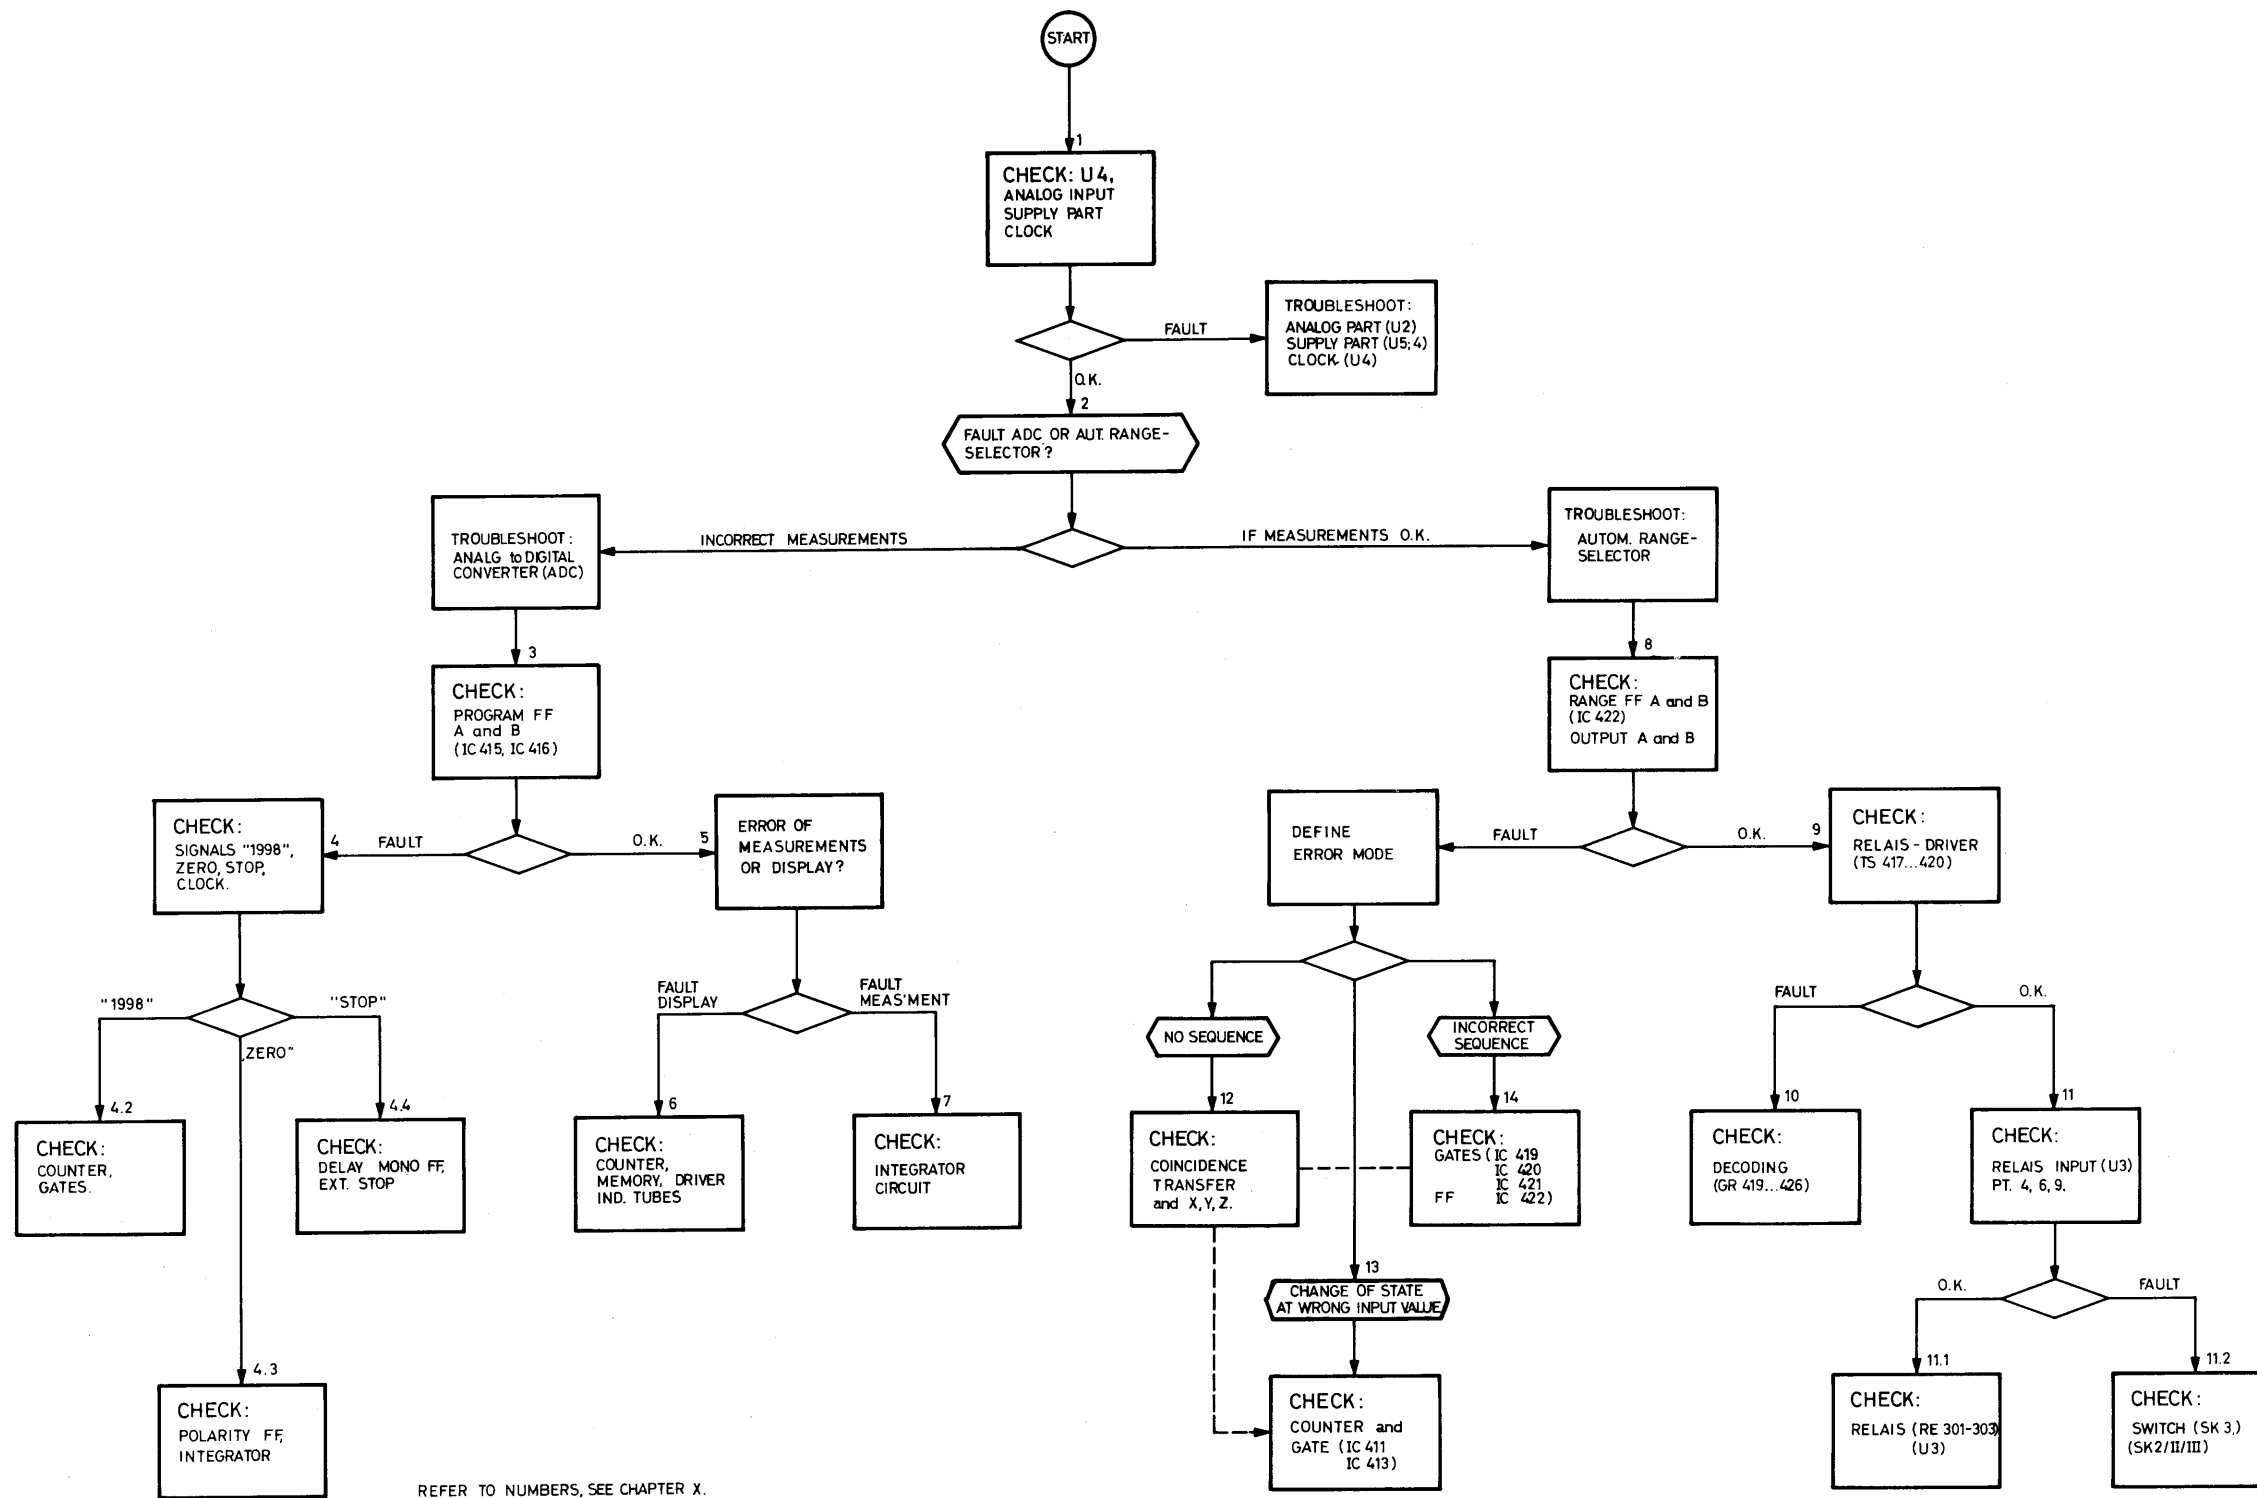 START
1
CHECK: U4,
ANALOG INPUT
SUPPLY PART
CLOCK
FAULT
TROUBLESHOOT:
ANALOG PART (U2)
SUPPLY PART (U5;4)
CLOCK (U4)
O.K.
2
FAULT ADC OR AUT. RANGE-
SELECTOR?
INCORRECT MEASUREMENTS
IF MEASUREMENTS O.K.
TROUBLESHOOT:
ANALG to DIGITAL
CONVERTER (ADC)
TROUBLESHOOT:
AUTOM. RANGE-
SELECTOR
3
CHECK:
PROGRAM FF
A and B
(IC 415, IC 416)
8
CHECK:
RANGE FF A and B
(IC 422)
OUTPUT A and B
4
FAULT
O.K.
5
CHECK:
SIGNALS "1998",
ZERO, STOP,
CLOCK.
ERROR OF
MEASUREMENTS
OR DISPLAY?
DEFINE
ERROR MODE
FAULT
O.K.
9
CHECK:
RELAIS-DRIVER
(TS 417...420)
"1998"
"STOP"
„ZERO"
FAULT
DISPLAY
FAULT
MEAS'MENT
NO SEQUENCE
INCORRECT
SEQUENCE
FAULT
O.K.
4.2
CHECK:
COUNTER,
GATES.
4.4
CHECK:
DELAY MONO FF,
EXT. STOP
6
CHECK:
COUNTER,
MEMORY, DRIVER
IND. TUBES
7
CHECK:
INTEGRATOR
CIRCUIT
12
CHECK:
COINCIDENCE
TRANSFER
and X, Y, Z.
14
CHECK:
GATES (IC 419
IC 420
IC 421
FF IC 422)
10
CHECK:
DECODING
(GR 419...426)
11
CHECK:
RELAIS INPUT (U3)
PT. 4, 6, 9.
13
CHANGE OF STATE
AT WRONG INPUT VALUE
O.K.
FAULT
4.3
CHECK:
POLARITY FF,
INTEGRATOR
CHECK:
COUNTER and
GATE (IC 411
IC 413)
11.1
CHECK:
RELAIS (RE 301-303)
(U3)
11.2
CHECK:
SWITCH (SK 3,)
(SK2/II/III)
REFER TO NUMBERS, SEE CHAPTER X.